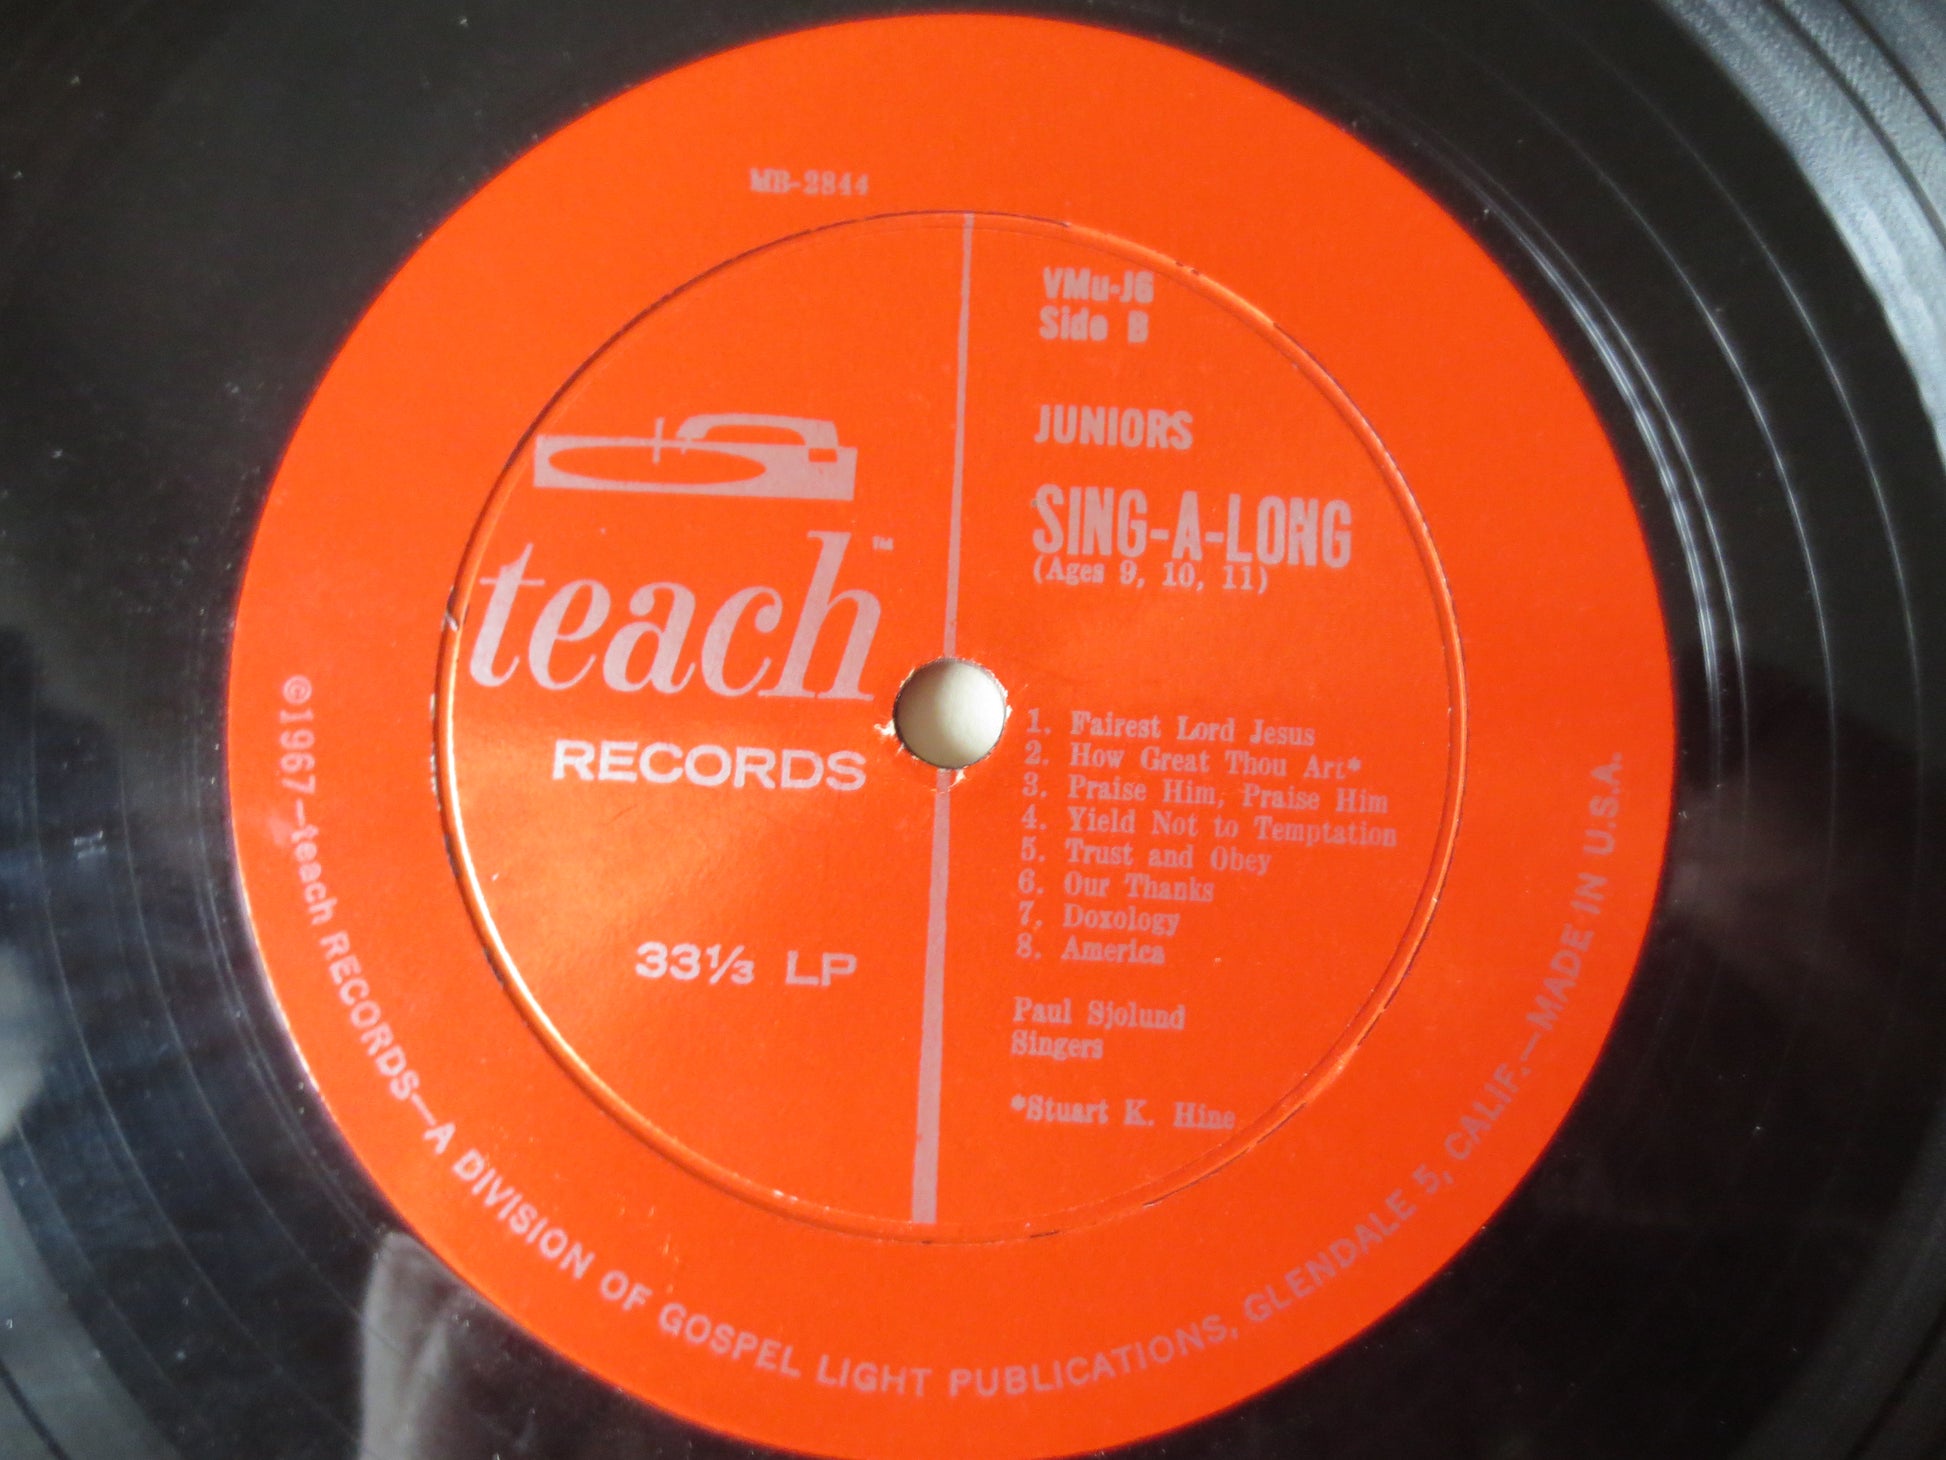 MB-2844
VMu-J6
Side B
JUNIORS
SING-A-LONG
(Ages 9, 10, 11)
teach™
RECORDS
33⅓ LP
1. Fairest Lord Jesus
2. How Great Thou Art*
3. Praise Him, Praise Him
4. Yield Not to Temptation
5. Trust and Obey
6. Our Thanks
7. Doxology
8. America
Paul Sjolund
Singers
*Stuart K. Hine
©1967—teach RECORDS—A DIVISION OF GOSPEL LIGHT PUBLICATIONS, GLENDALE 5, CALIF.—MADE IN U.S.A.